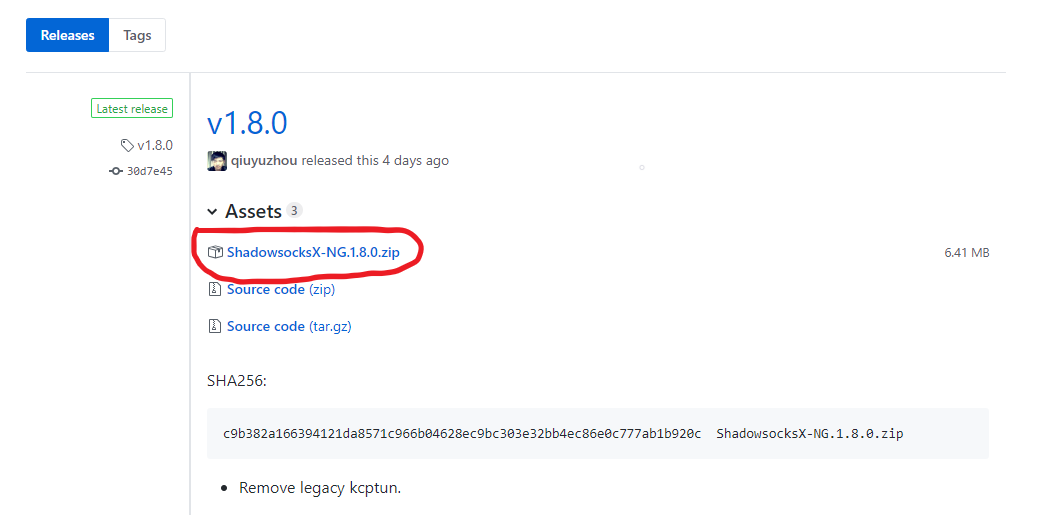 Releases Tags
Latest release
v1.8.0
30d7e45
v1.8.0
qiuyuzhou released this 4 days ago
Assets 3
ShadowsocksX-NG.1.8.0.zip 6.41 MB
Source code (zip)
Source code (tar.gz)
SHA256:
c9b382a166394121da8571c966b04628ec9bc303e32bb4ec86e0c777ab1b920c ShadowsocksX-NG.1.8.0.zip
Remove legacy kcptun.